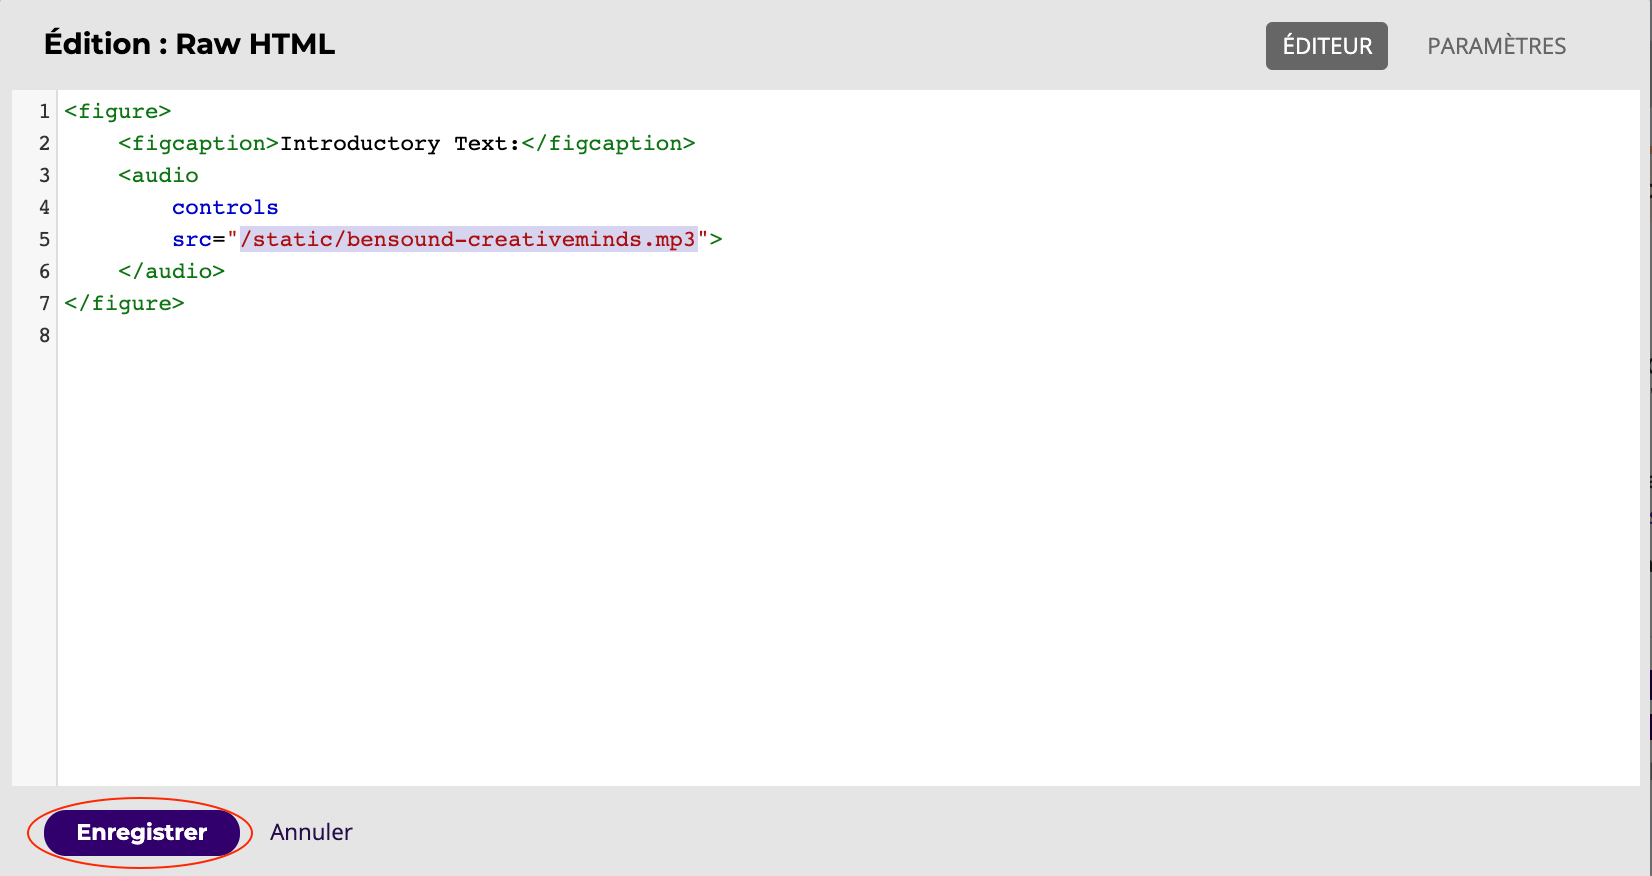 Édition : Raw HTML
ÉDITEUR
PARAMÈTRES
1 <figure>
2     <figcaption>Introductory Text:</figcaption>
3     <audio
4         controls
5         src="/static/bensound-creativeminds.mp3">
6     </audio>
7 </figure>
8
Enregistrer
Annuler